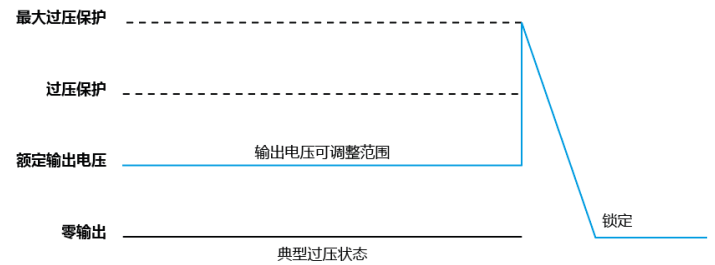 最大过压保护
过压保护
输出电压可调整范围
额定输出电压
锁定
零输出
典型过压状态